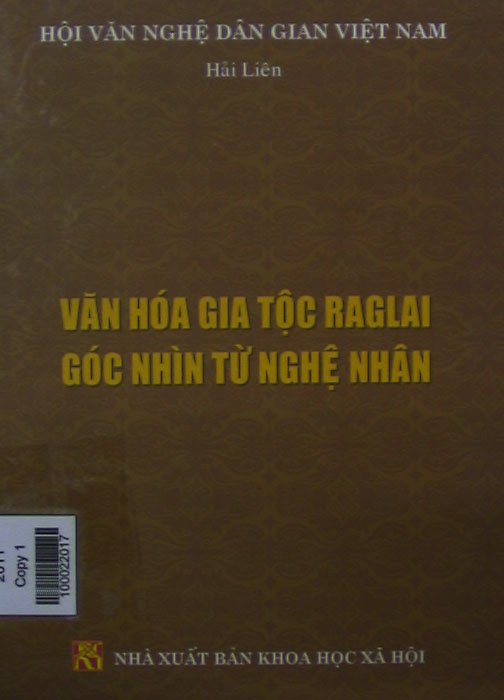 HỘI VĂN NGHỆ DÂN GIAN VIỆT NAM
Hải Liên
VĂN HÓA GIA TỘC RAGLAI
GÓC NHÌN TỪ NGHỆ NHÂN
Copy 1
100022017
NHÀ XUẤT BẢN KHOA HỌC XÃ HỘI